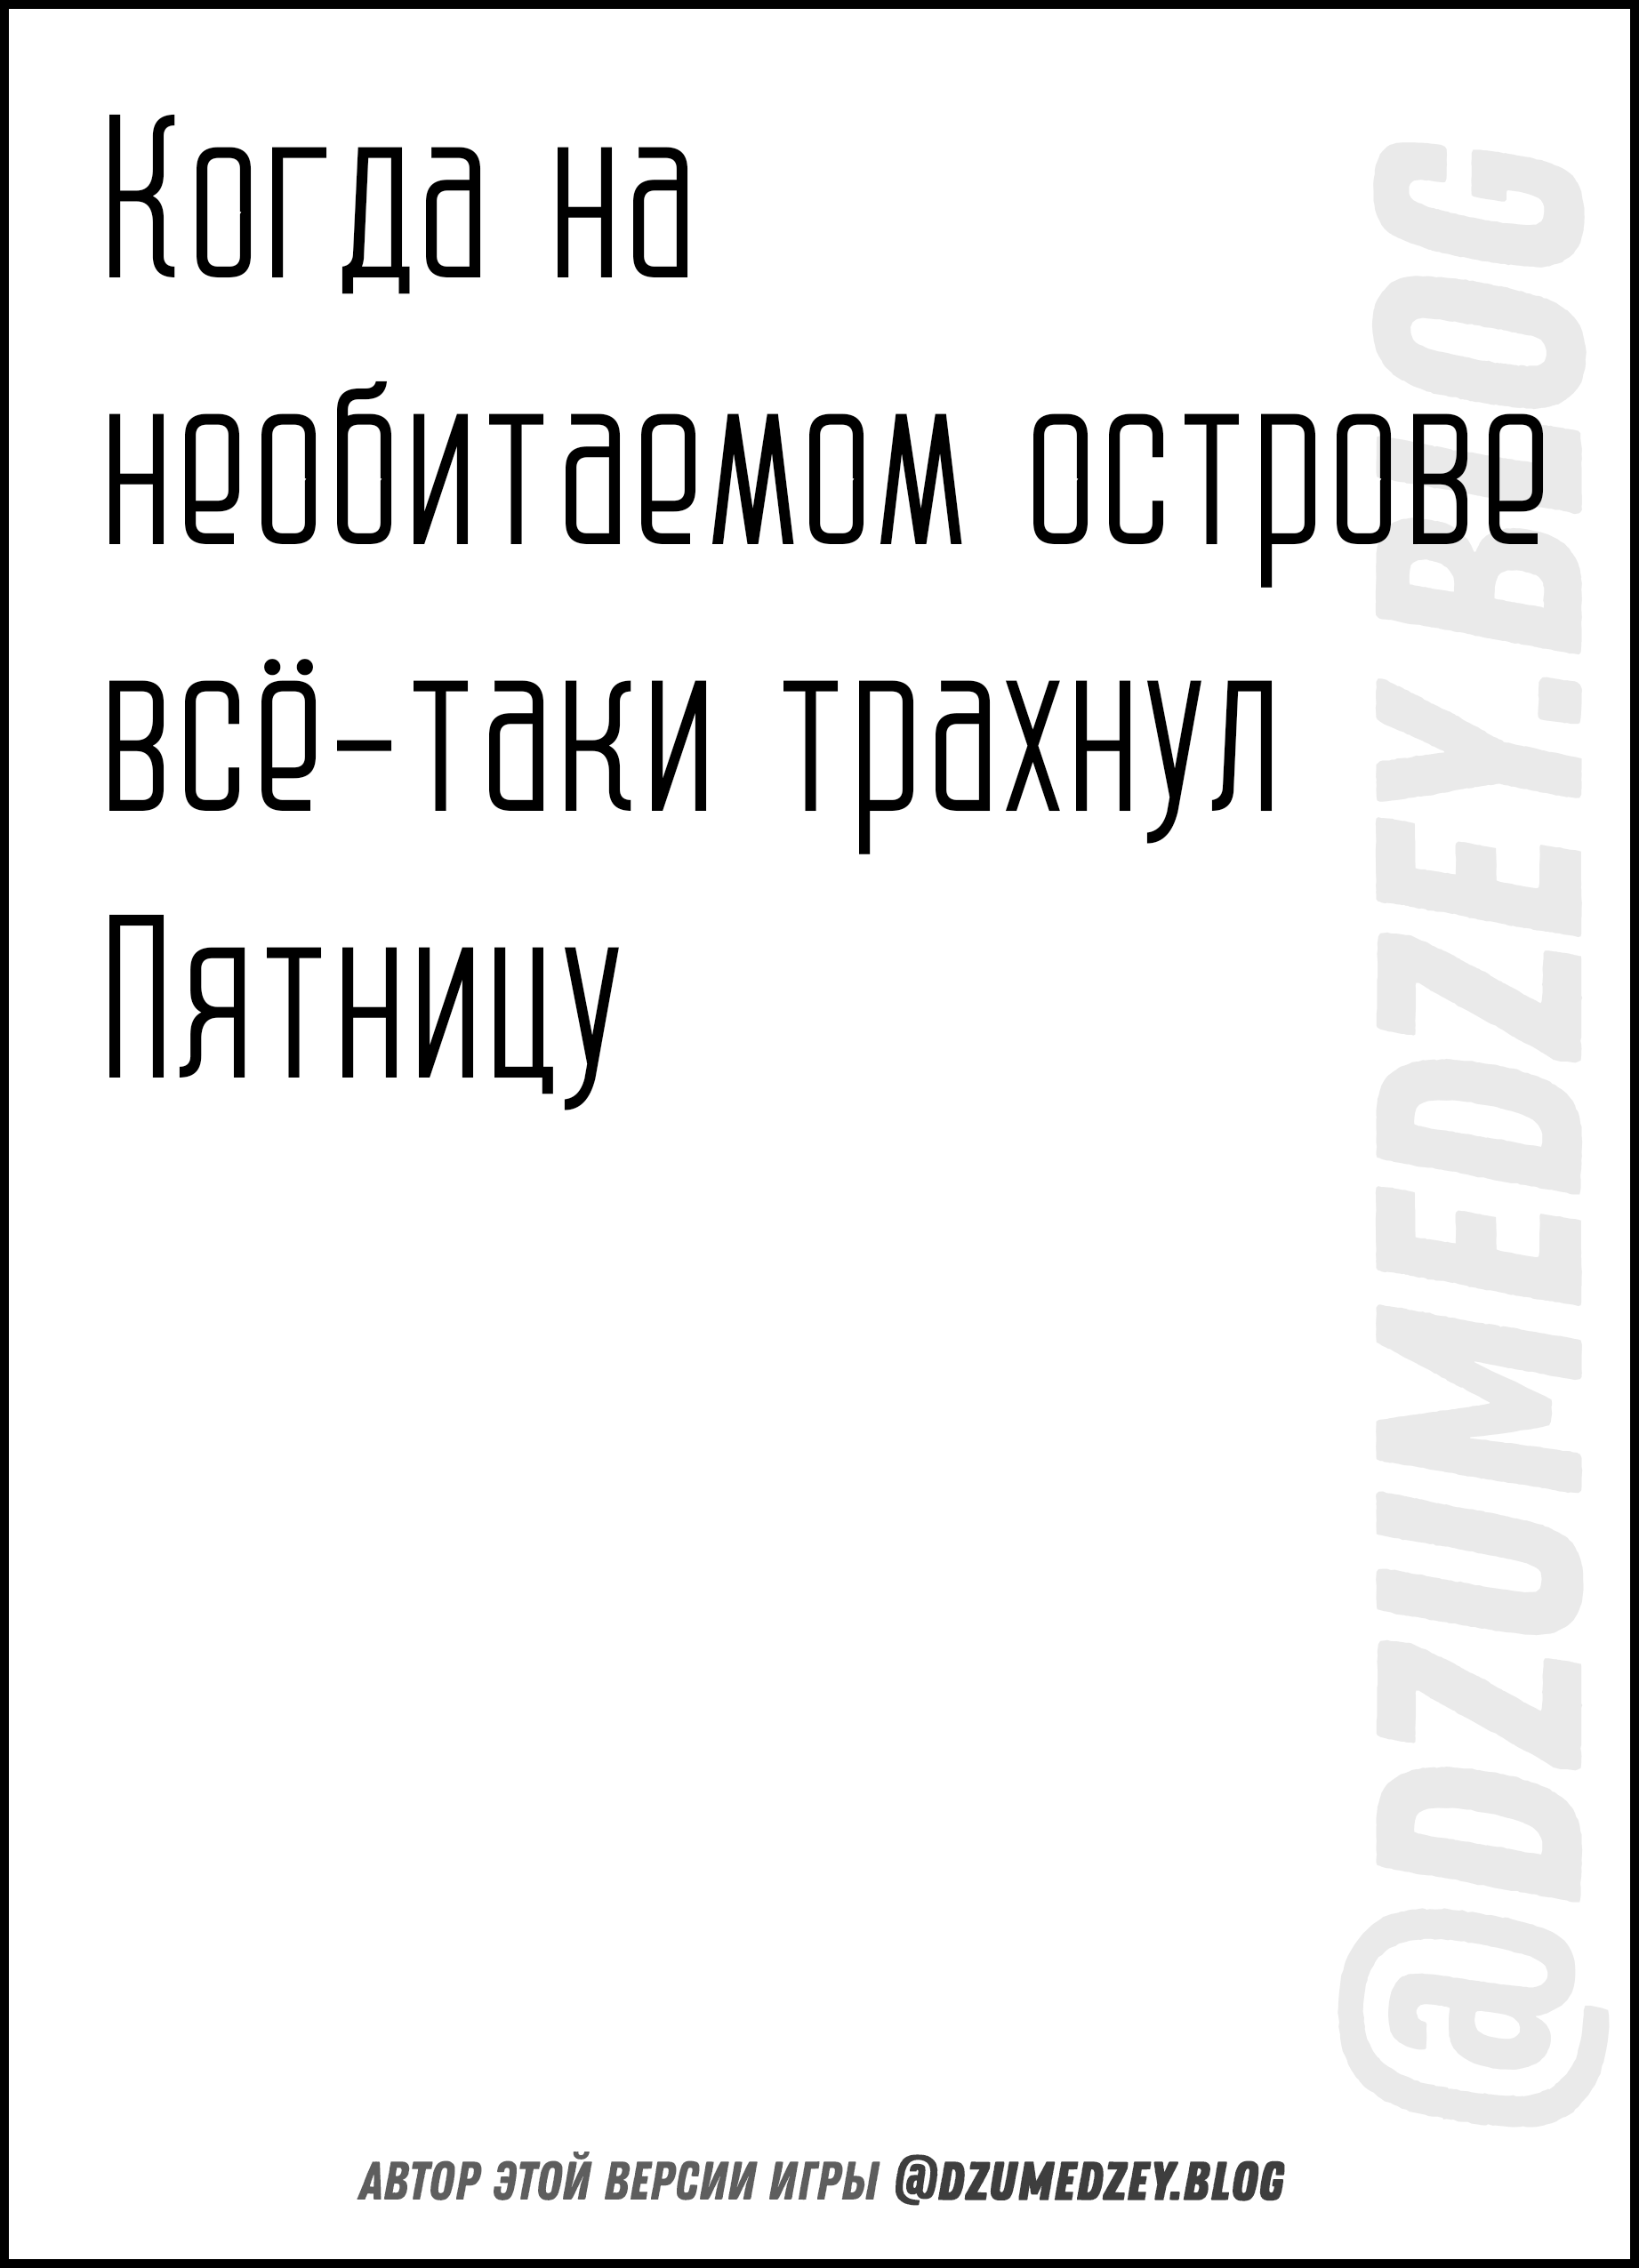 Когда на
необитаемом острове
всё-таки трахнул
Пятницу
@DZUMEDZEY.BLOG
АВТОР ЭТОЙ ВЕРСИИ ИГРЫ @DZUMEDZEY.BLOG